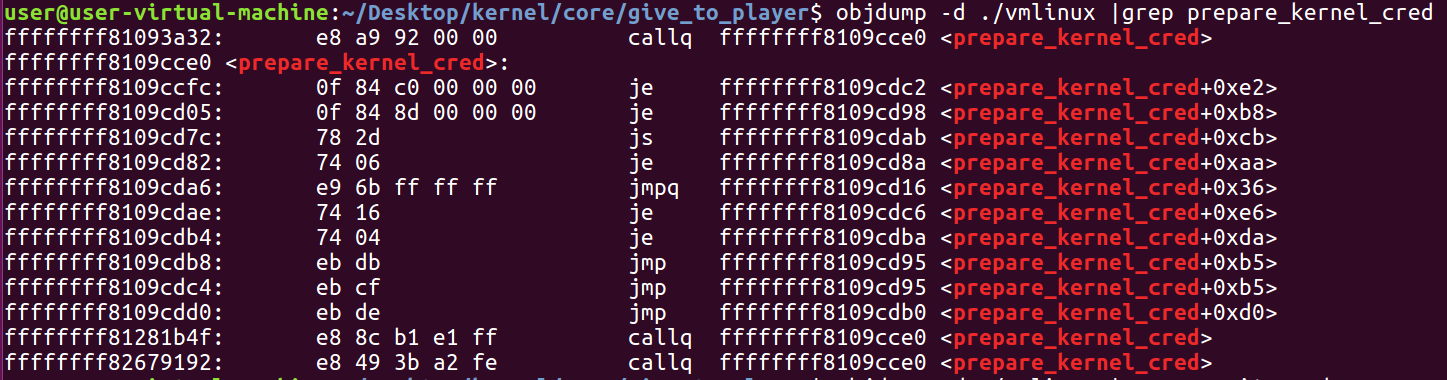 user@user-virtual-machine:~/Desktop/kernel/core/give_to_player$ objdump -d ./vmlinux |grep prepare_kernel_cred
ffffffff81093a32: e8 a9 92 00 00 callq ffffffff8109cce0 <prepare_kernel_cred>
ffffffff8109cce0 <prepare_kernel_cred>:
ffffffff8109ccfc: 0f 84 c0 00 00 00 je ffffffff8109cdc2 <prepare_kernel_cred+0xe2>
ffffffff8109cd05: 0f 84 8d 00 00 00 je ffffffff8109cd98 <prepare_kernel_cred+0xb8>
ffffffff8109cd7c: 78 2d js ffffffff8109cdab <prepare_kernel_cred+0xcb>
ffffffff8109cd82: 74 06 je ffffffff8109cd8a <prepare_kernel_cred+0xaa>
ffffffff8109cda6: e9 6b ff ff ff jmpq ffffffff8109cd16 <prepare_kernel_cred+0x36>
ffffffff8109cdae: 74 16 je ffffffff8109cdc6 <prepare_kernel_cred+0xe6>
ffffffff8109cdb4: 74 04 je ffffffff8109cdba <prepare_kernel_cred+0xda>
ffffffff8109cdb8: eb db jmp ffffffff8109cd95 <prepare_kernel_cred+0xb5>
ffffffff8109cdc4: eb cf jmp ffffffff8109cd95 <prepare_kernel_cred+0xb5>
ffffffff8109cdd0: eb de jmp ffffffff8109cdb0 <prepare_kernel_cred+0xd0>
ffffffff81281b4f: e8 8c b1 e1 ff callq ffffffff8109cce0 <prepare_kernel_cred>
ffffffff82679192: e8 49 3b a2 fe callq ffffffff8109cce0 <prepare_kernel_cred>